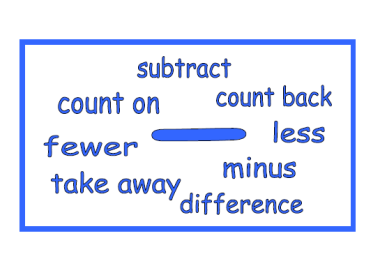 subtract
count on
count back
fewer
less
minus
take away
difference